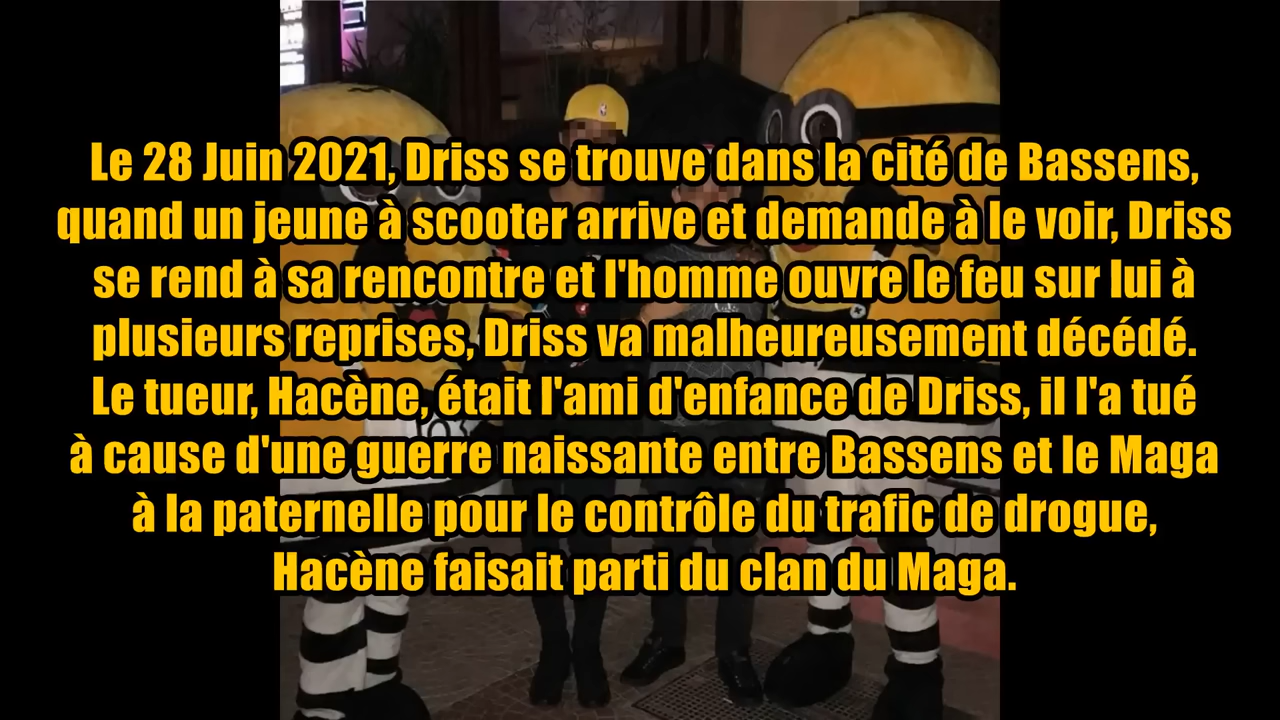 Le 28 Juin 2021, Driss se trouve dans la cité de Bassens,
quand un jeune à scooter arrive et demande à le voir, Driss
se rend à sa rencontre et l'homme ouvre le feu sur lui à
plusieurs reprises, Driss va malheureusement décédé.
Le tueur, Hacène, était l'ami d'enfance de Driss, il l'a tué
à cause d'une guerre naissante entre Bassens et le Maga
à la paternelle pour le contrôle du trafic de drogue,
Hacène faisait parti du clan du Maga.